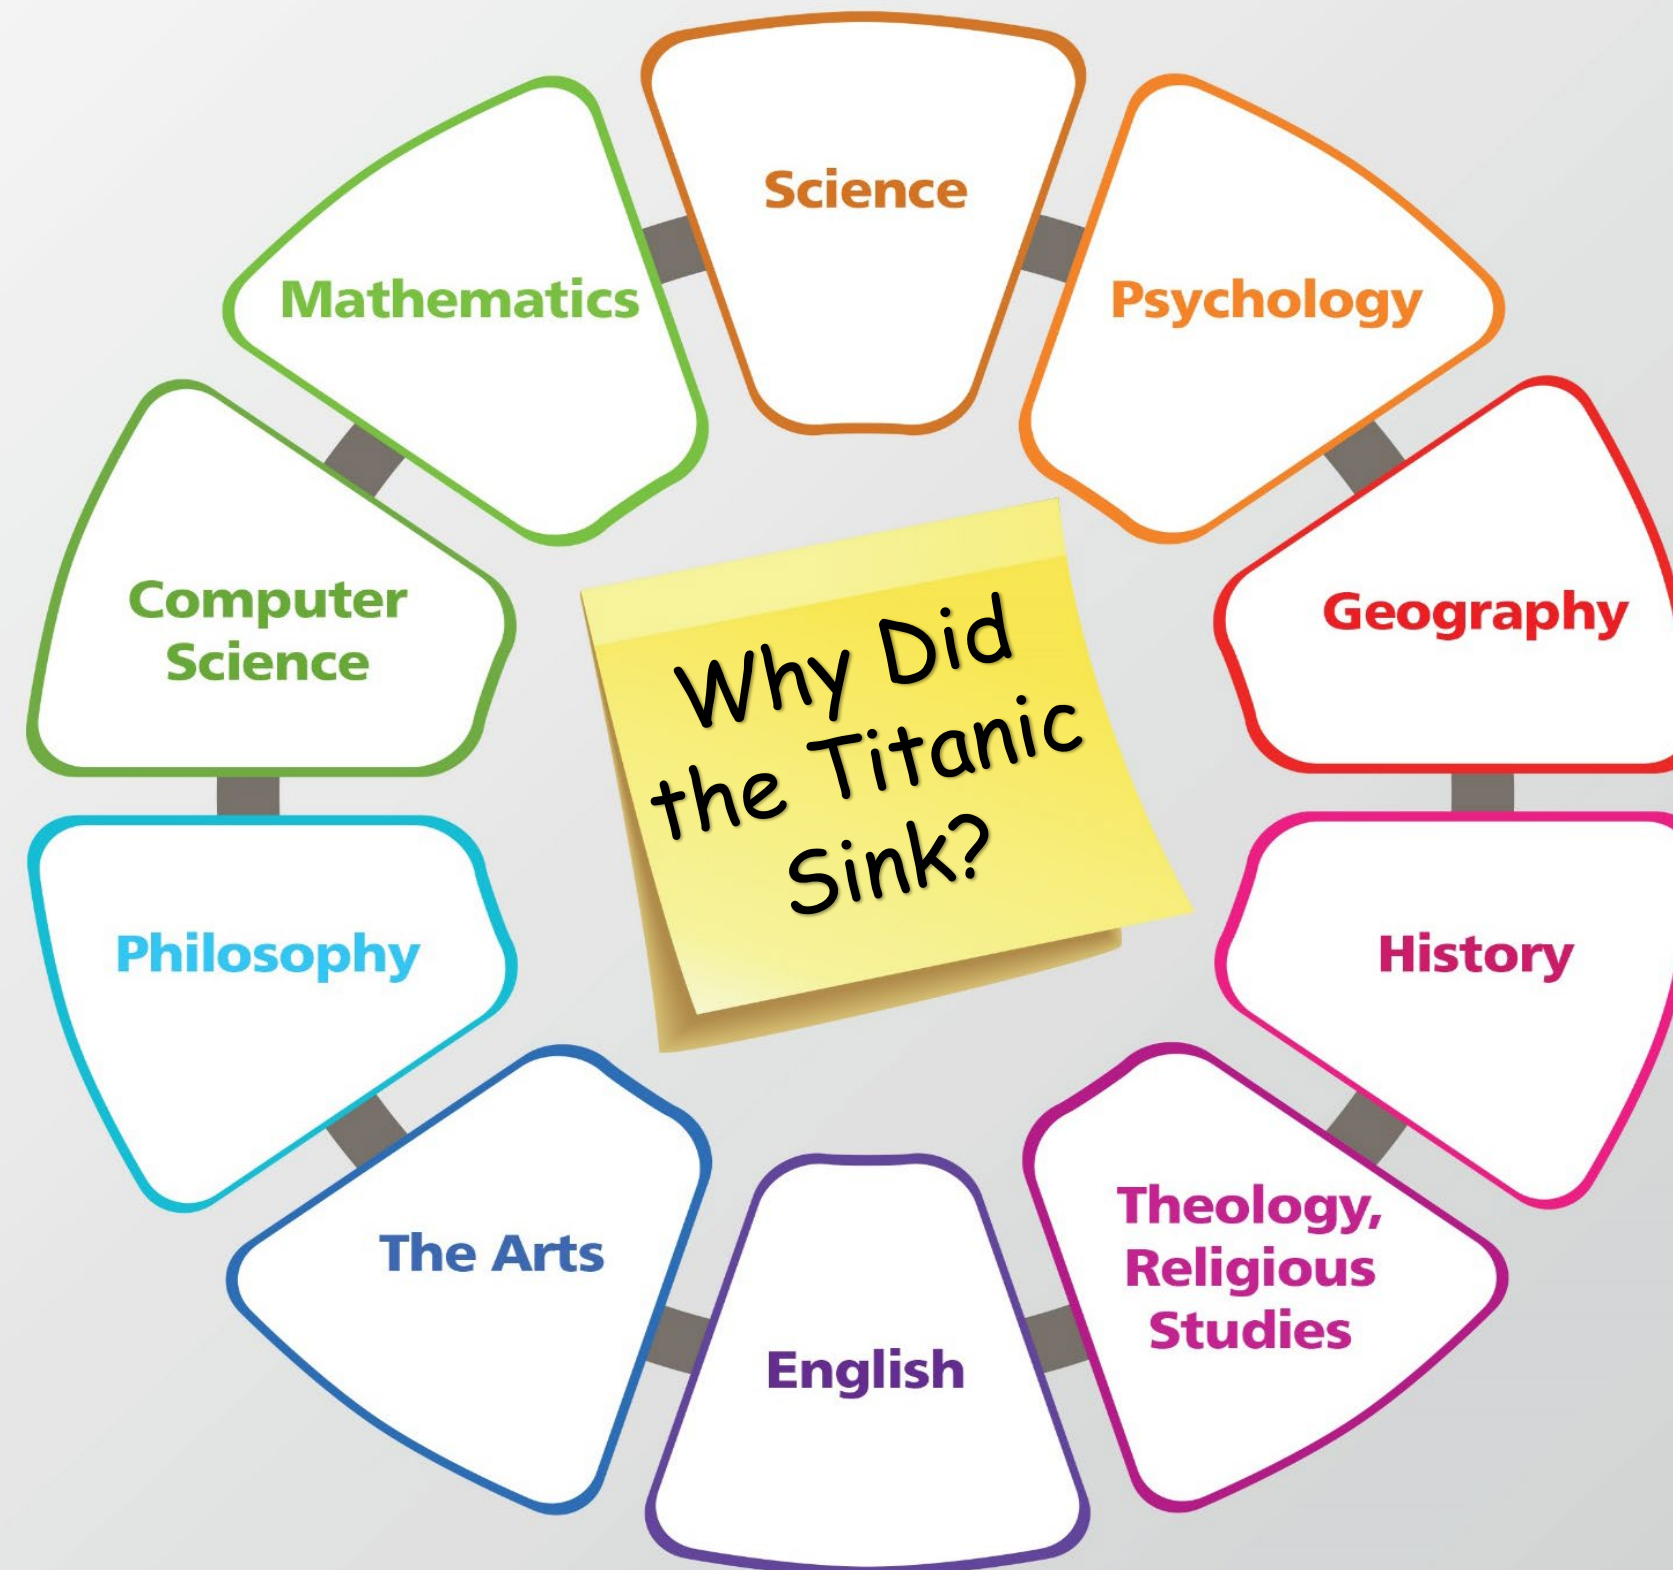 Science
Mathematics
Psychology
Computer
Science
Geography
Why Did
the Titanic
Sink?
Philosophy
History
The Arts
Theology,
Religious
Studies
English